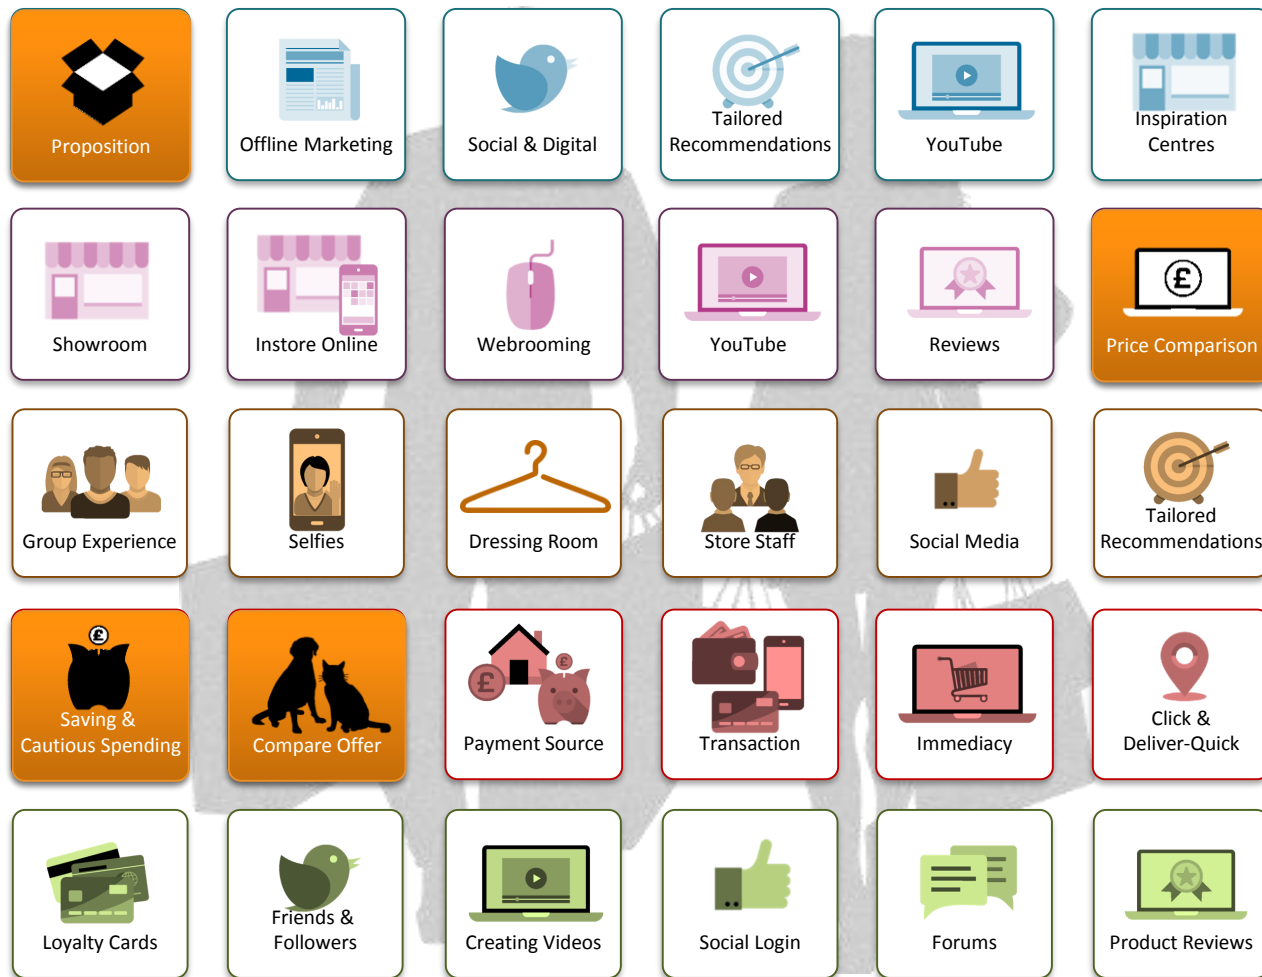 Proposition
Offline Marketing
Social & Digital
Tailored
Recommendations
YouTube
Inspiration
Centres
Showroom
Instore Online
Webrooming
YouTube
Reviews
£
Price Comparison
Group Experience
Selfies
Dressing Room
Store Staff
Social Media
Tailored
Recommendations
£
Saving &
Cautious Spending
Compare Offer
£
£
Payment Source
Transaction
Immediacy
Click &
Deliver-Quick
Loyalty Cards
Friends &
Followers
Creating Videos
Social Login
Forums
Product Reviews